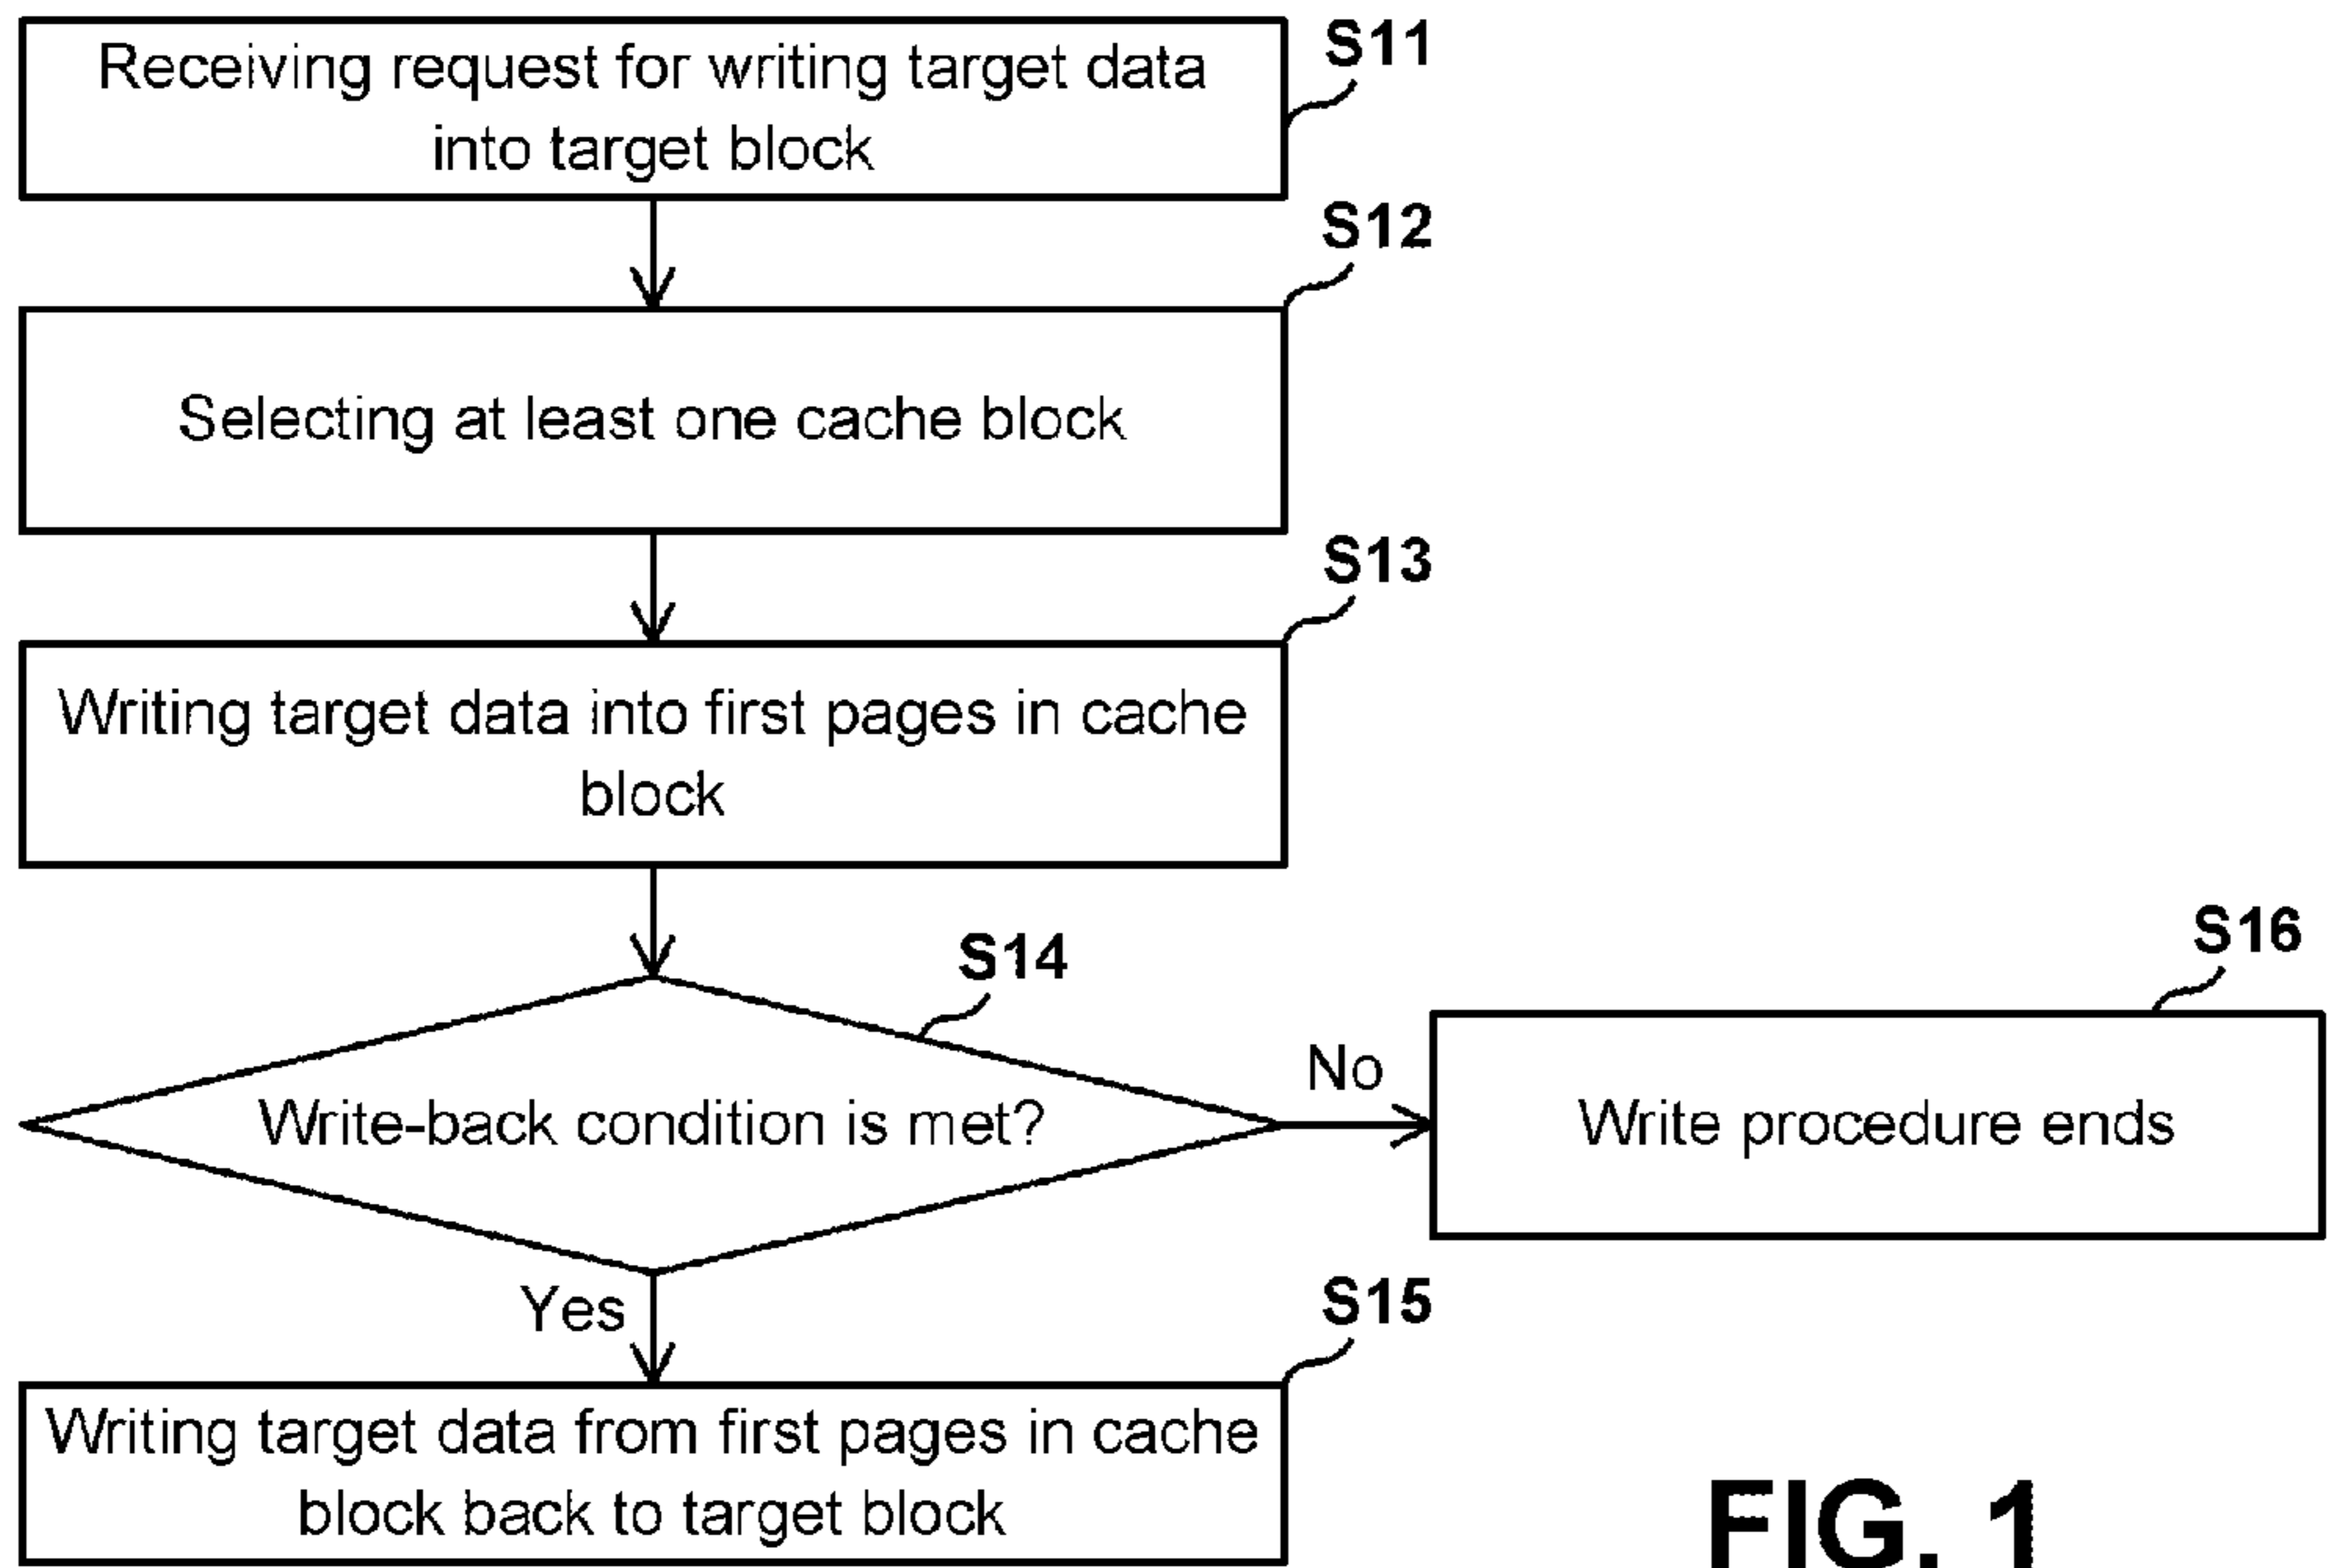 Receiving request for writing target data
into target block
S11
S12
Selecting at least one cache block
S13
Writing target data into first pages in cache
block
S14
Write-back condition is met?
No
S16
Write procedure ends
Yes
S15
Writing target data from first pages in cache
block back to target block
FIG. 1